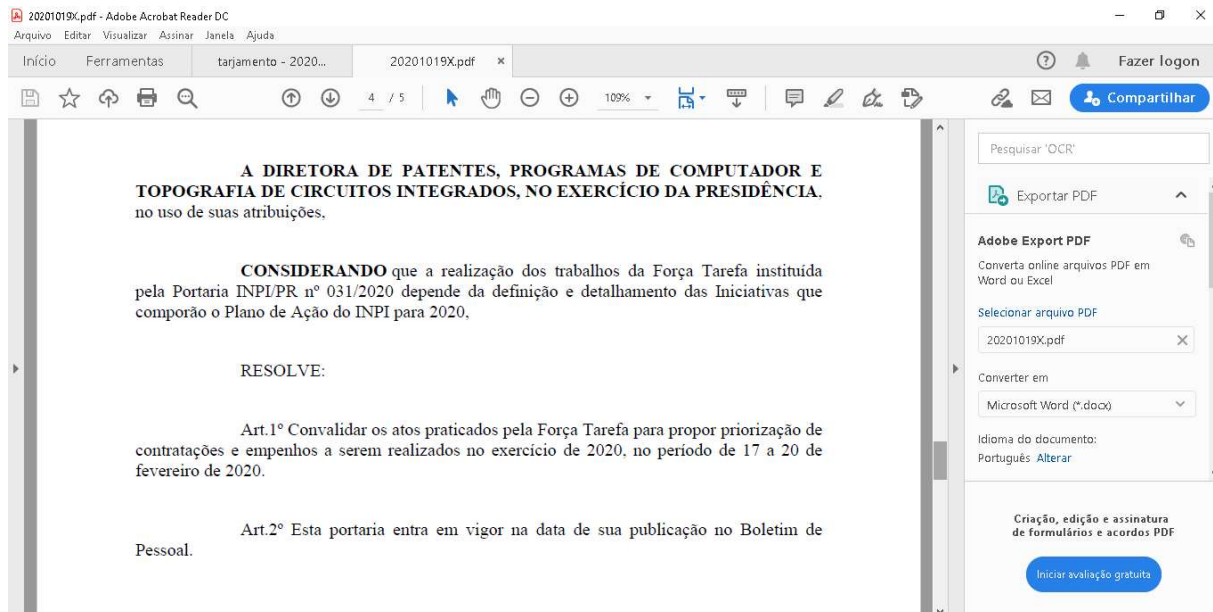 20201019X.pdf - Adobe Acrobat Reader DC
Arquivo Editar Visualizar Assinar Janela Ajuda
Início Ferramentas tarjamento - 2020... 20201019X.pdf × Fazer logon
4 / 5 109% Compartilhar
A DIRETORA DE PATENTES, PROGRAMAS DE COMPUTADOR E
TOPOGRAFIA DE CIRCUITOS INTEGRADOS, NO EXERCÍCIO DA PRESIDÊNCIA,
no uso de suas atribuições,
CONSIDERANDO que a realização dos trabalhos da Força Tarefa instituída
pela Portaria INPI/PR nº 031/2020 depende da definição e detalhamento das Iniciativas que
comporão o Plano de Ação do INPI para 2020,
RESOLVE:
Art.1º Convalidar os atos praticados pela Força Tarefa para propor priorização de
contratações e empenhos a serem realizados no exercício de 2020, no período de 17 a 20 de
fevereiro de 2020.
Art.2º Esta portaria entra em vigor na data de sua publicação no Boletim de
Pessoal.
Pesquisar 'OCR'
Exportar PDF
Adobe Export PDF
Converta online arquivos PDF em
Word ou Excel
Selecionar arquivo PDF
20201019X.pdf
Converter em
Microsoft Word (*.docx)
Idioma do documento:
Português Alterar
Criação, edição e assinatura
de formulários e acordos PDF
Iniciar avaliação gratuita